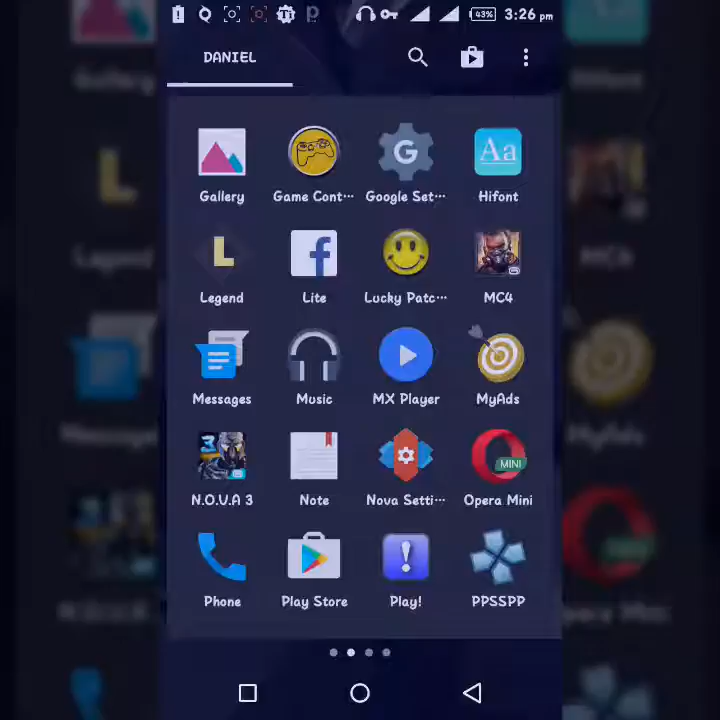 43% 3:26 pm
DANIEL
Gallery Game Cont··· Google Set··· Hifont
Legend Lite Lucky Patc··· MC4
Messages Music MX Player MyAds
N.O.V.A 3 Note Nova Setti··· Opera Mini
Phone Play Store Play! PPSSPP